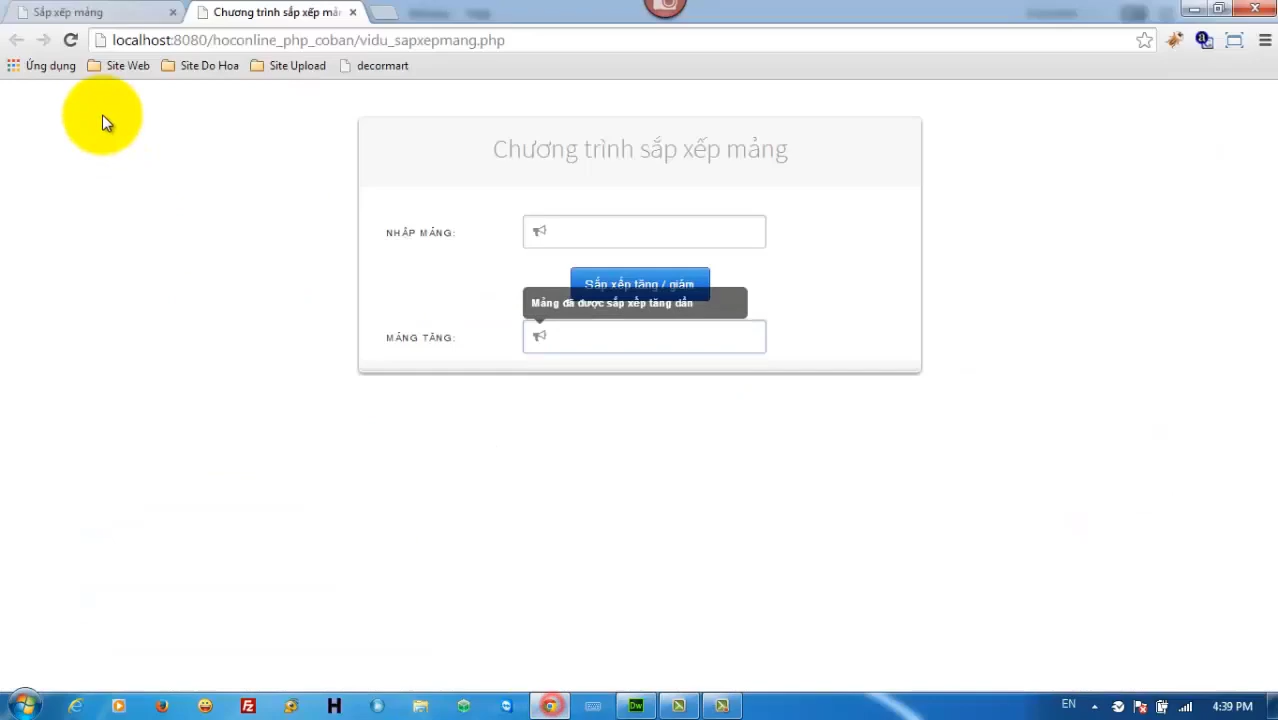 Sắp xếp mảng
Chương trình sắp xếp mả
localhost:8080/hoconline_php_coban/vidu_sapxepmang.php
Ứng dụng
Site Web
Site Do Hoa
Site Upload
decormart
Chương trình sắp xếp mảng
NHẬP MẢNG:
Sắp xếp tăng / giảm
Mảng đã được sắp xếp tăng dần
MẢNG TĂNG:
Fz
H
Dw
EN
4:39 PM